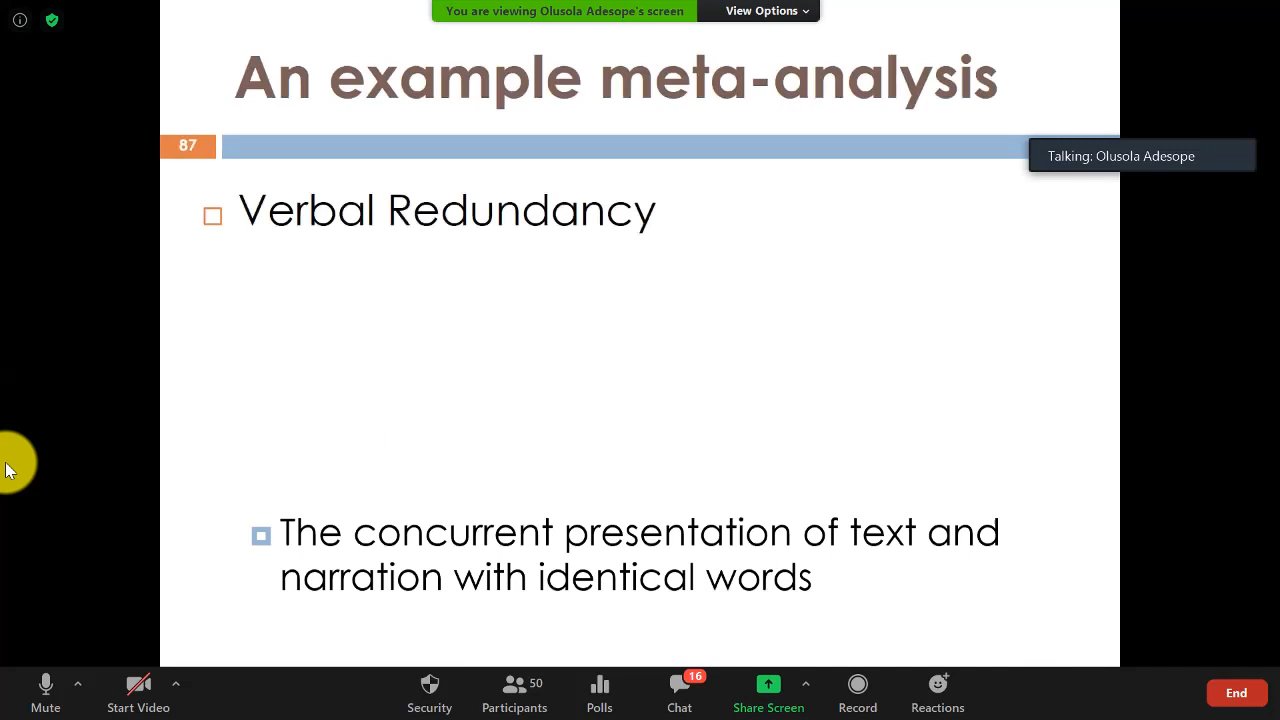 You are viewing Olusola Adesope's screen
View Options
An example meta-analysis
87
Talking: Olusola Adesope
Verbal Redundancy
The concurrent presentation of text and
narration with identical words
Mute
Start Video
Security
50
Participants
Polls
16
Chat
Share Screen
Record
Reactions
End